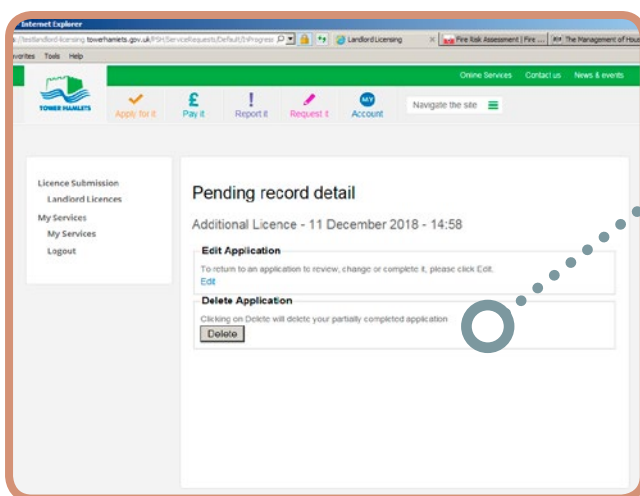 Internet Explorer
Landlord Licensing
Fire Risk Assessment | Fire ...
The Management of Hous
vorites Tools Help
Online Services Contact us News & events
TOWER HAMLETS
Apply for it
Pay it
Report it
Request it
MY
Account
Navigate the site
Licence Submission
Landlord Licences
My Services
My Services
Logout
Pending record detail
Additional Licence - 11 December 2018 - 14:58
Edit Application
To return to an application to review, change or complete it, please click Edit.
Edit
Delete Application
Clicking on Delete will delete your partially completed application
Delete